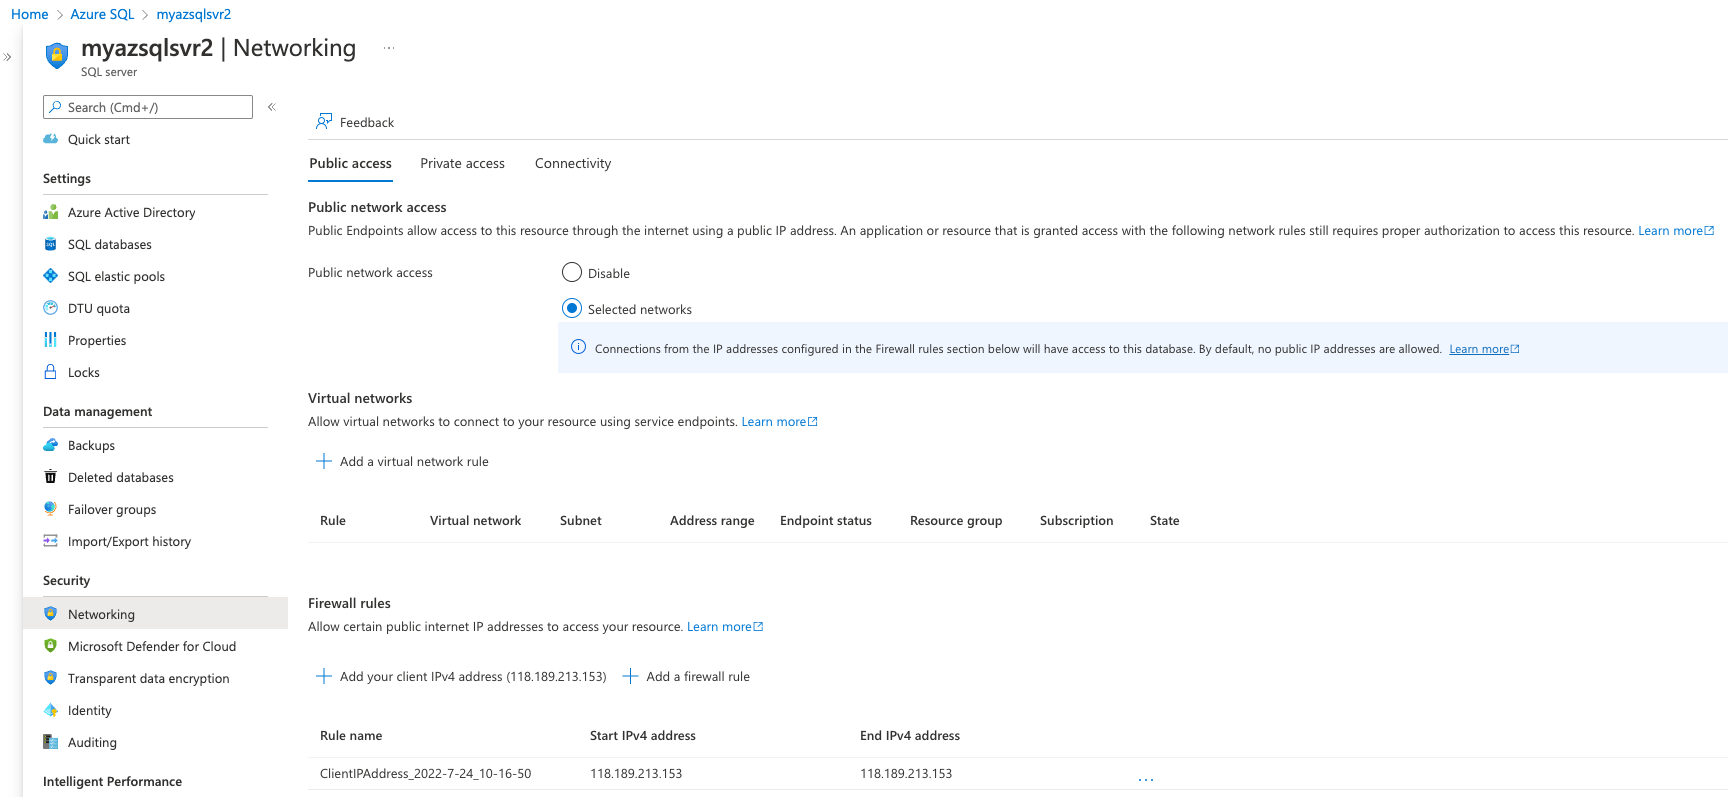 Home > Azure SQL > myazsqlsvr2
myazsqlsvr2 | Networking ...
SQL server
Search (Cmd+/)
Quick start
Settings
Azure Active Directory
SQL databases
SQL elastic pools
DTU quota
Properties
Locks
Data management
Backups
Deleted databases
Failover groups
Import/Export history
Security
Networking
Microsoft Defender for Cloud
Transparent data encryption
Identity
Auditing
Intelligent Performance
Feedback
Public access Private access Connectivity
Public network access
Public Endpoints allow access to this resource through the internet using a public IP address. An application or resource that is granted access with the following network rules still requires proper authorization to access this resource. Learn more
Public network access
Disable
Selected networks
Connections from the IP addresses configured in the Firewall rules section below will have access to this database. By default, no public IP addresses are allowed. Learn more
Virtual networks
Allow virtual networks to connect to your resource using service endpoints. Learn more
+ Add a virtual network rule
Rule Virtual network Subnet Address range Endpoint status Resource group Subscription State
Firewall rules
Allow certain public internet IP addresses to access your resource. Learn more
+ Add your client IPv4 address (118.189.213.153) + Add a firewall rule
Rule name Start IPv4 address End IPv4 address
ClientIPAddress_2022-7-24_10-16-50 118.189.213.153 118.189.213.153 ...